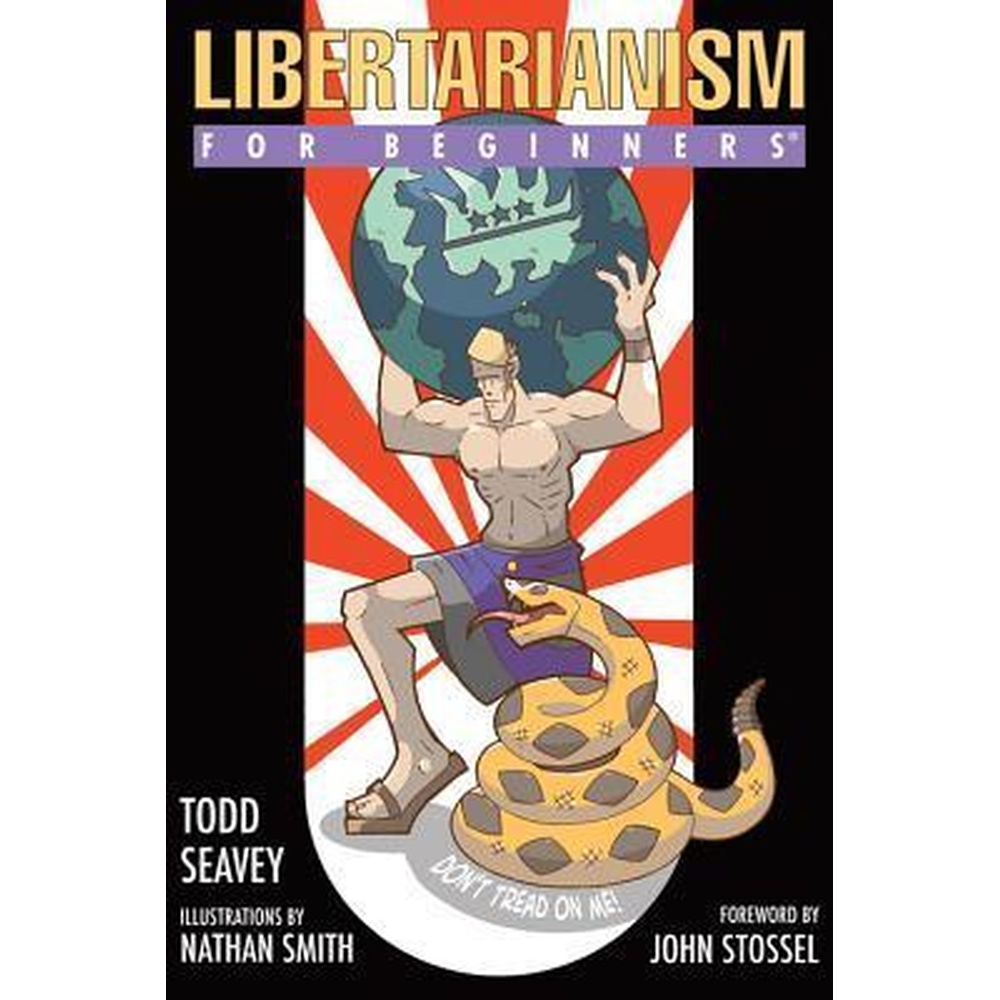 LIBERTARIANISM
FOR BEGINNERS®
TODD
SEAVEY
ILLUSTRATIONS BY
NATHAN SMITH
DON'T TREAD ON ME!
FOREWORD BY
JOHN STOSSEL